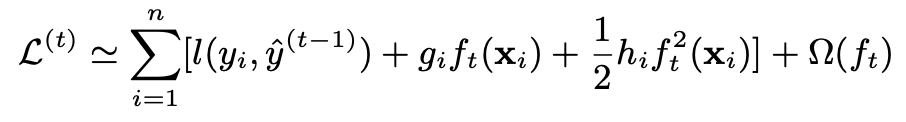 $\mathcal{L}^{(t)} \simeq \sum_{i=1}^{n} [l(y_i, \hat{y}^{(t-1)}) + g_i f_t(\mathbf{x}_i) + \frac{1}{2} h_i f_t^2(\mathbf{x}_i)] + \Omega(f_t)$